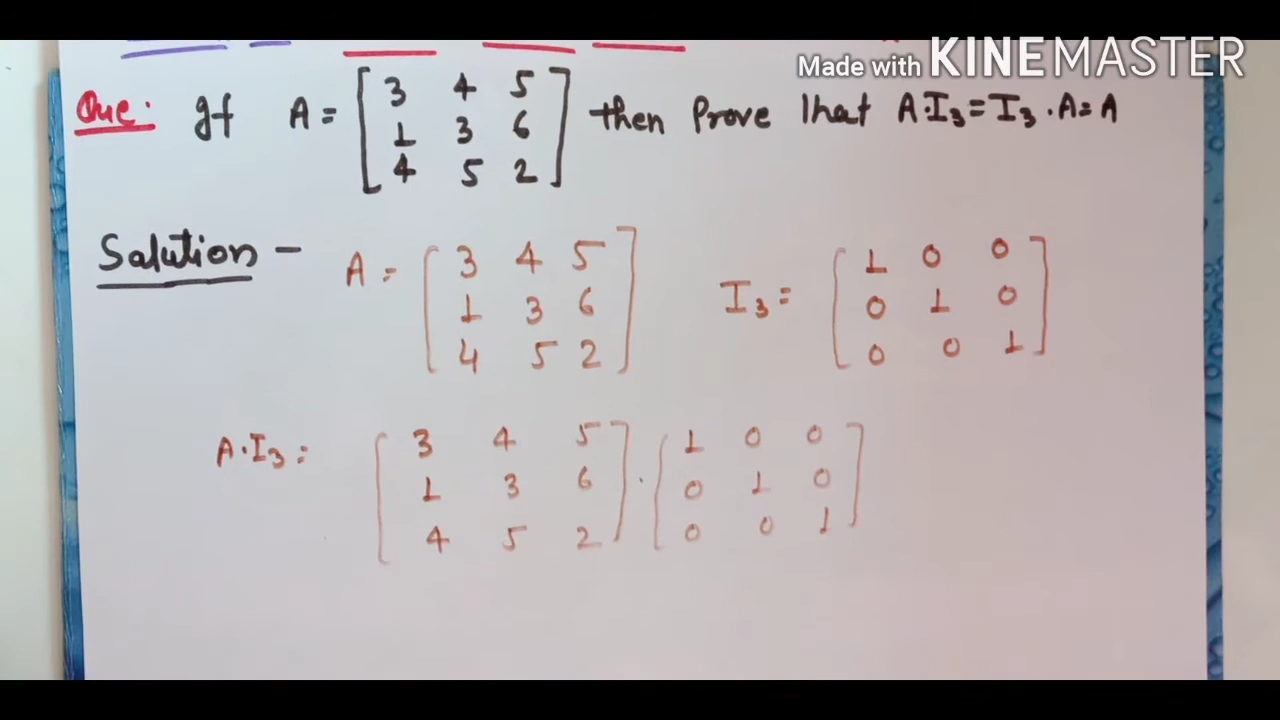 Made with KINEMASTER
Que. If A = [ 3 4 5
1 3 6
4 5 2 ] then Prove that A·I₃ = I₃·A = A
Salution –
A = [ 3 4 5
1 3 6
4 5 2 ]
I₃ = [ 1 0 0
0 1 0
0 0 1 ]
A·I₃ = [ 3 4 5
1 3 6
4 5 2 ] · [ 1 0 0
0 1 0
0 0 1 ]